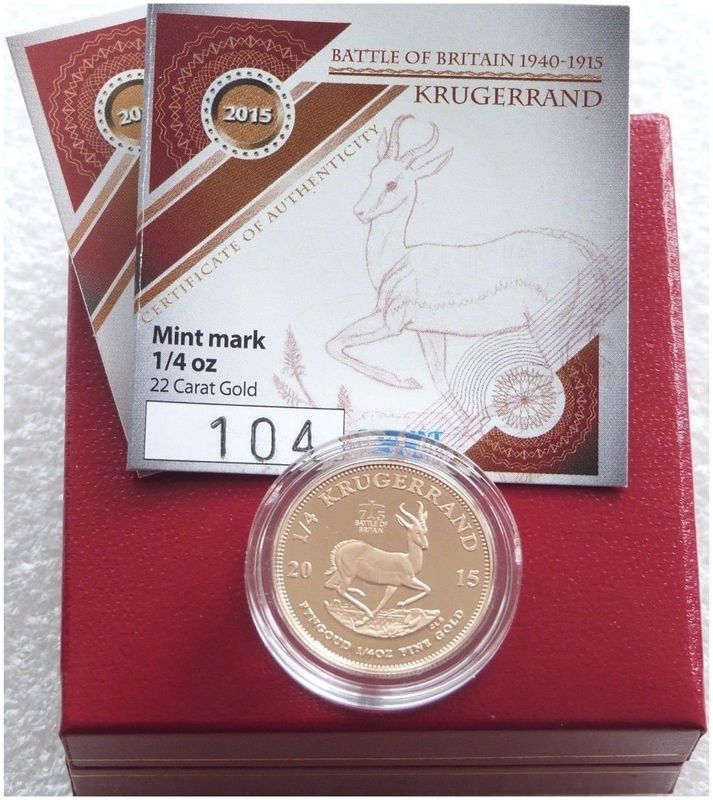 BATTLE OF BRITAIN 1940-1915
KRUGERRAND
2015
20
CERTIFICATE OF AUTHENTICITY
Mint mark
1/4 oz
22 Carat Gold
104
1/4 KRUGERRAND
BATTLE OF
BRITAIN
20 15
FYNGOUD 1/4OZ FINE GOLD